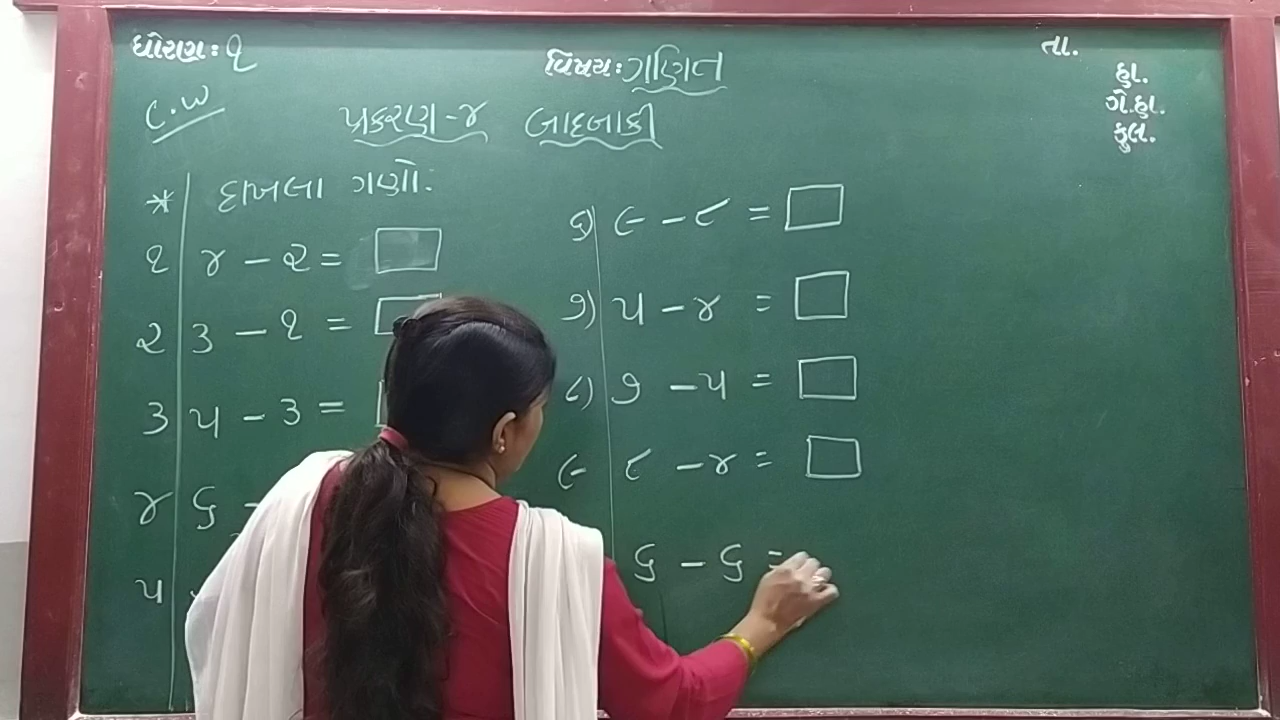 ધોરણ: ૧
વિષય: ગણિત
તા.
હા.
ગે.હા.
કુલ.
C.W
પ્રકરણ-૪ બાદબાકી
* દાખલા ગણો:
૧ ૪ - ૨ =
૨ ૩ - ૧ =
૩ ૫ - ૩ =
૪ ૬ -
૫
૬) ૯ - ૮ =
૭) ૫ - ૪ =
૮) ૭ - ૫ =
૯ ૮ - ૪ =
૬ - ૬ =